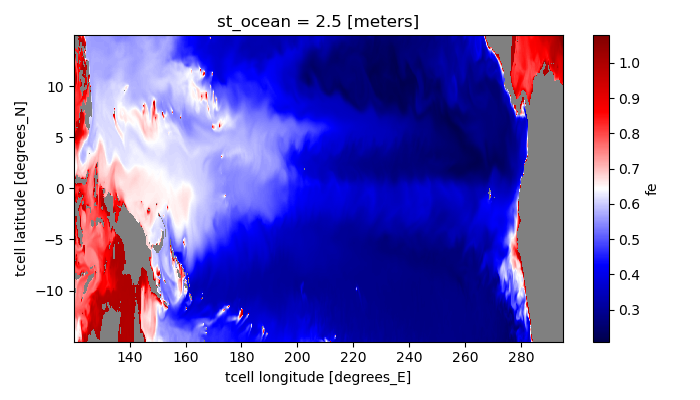 st_ocean = 2.5 [meters]
10
5
0
−5
−10
tcell latitude [degrees_N]
140 160 180 200 220 240 260 280
tcell longitude [degrees_E]
1.0
0.9
0.8
0.7
0.6
0.5
0.4
0.3
fe